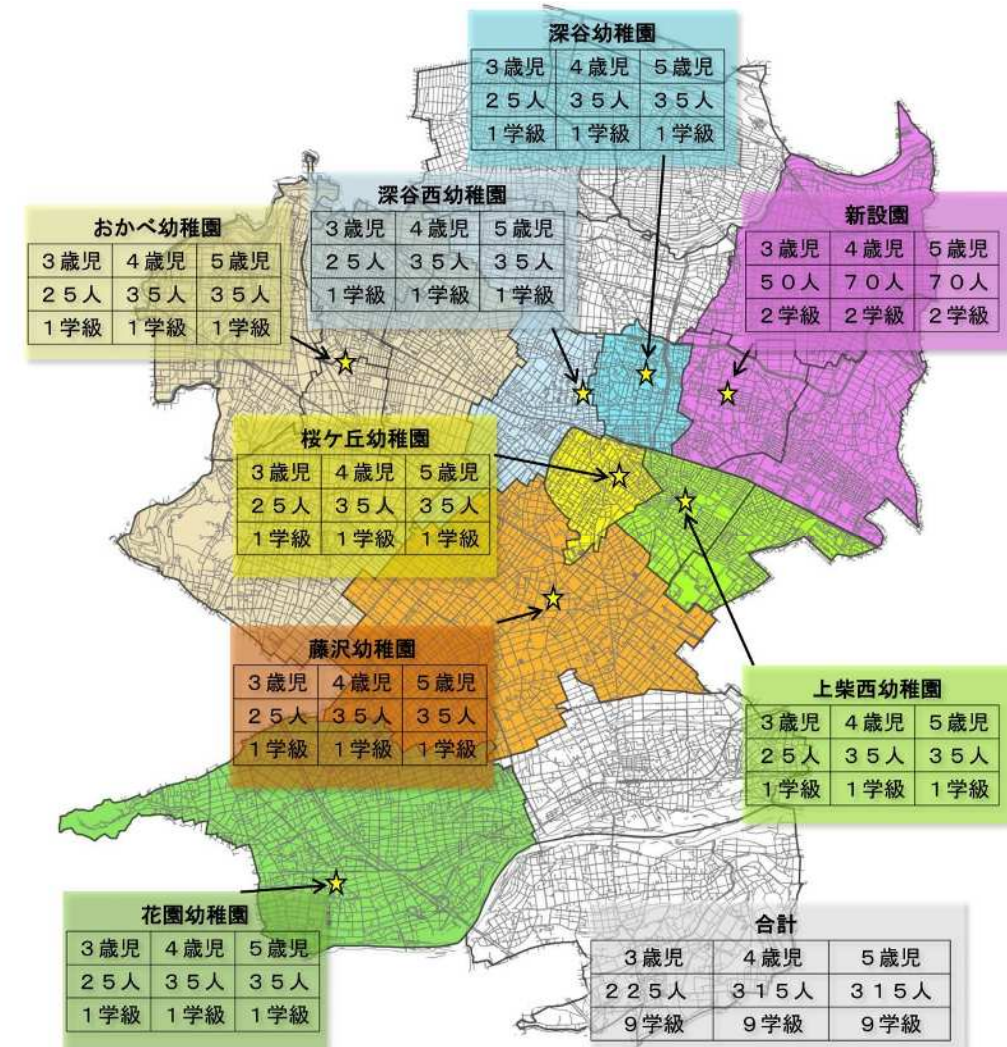 深谷幼稚園
３歳児 ４歳児 ５歳児
２５人 ３５人 ３５人
１学級 １学級 １学級
深谷西幼稚園
３歳児 ４歳児 ５歳児
２５人 ３５人 ３５人
１学級 １学級 １学級
おかべ幼稚園
３歳児 ４歳児 ５歳児
２５人 ３５人 ３５人
１学級 １学級 １学級
新設園
３歳児 ４歳児 ５歳児
５０人 ７０人 ７０人
２学級 ２学級 ２学級
桜ケ丘幼稚園
３歳児 ４歳児 ５歳児
２５人 ３５人 ３５人
１学級 １学級 １学級
藤沢幼稚園
３歳児 ４歳児 ５歳児
２５人 ３５人 ３５人
１学級 １学級 １学級
上柴西幼稚園
３歳児 ４歳児 ５歳児
２５人 ３５人 ３５人
１学級 １学級 １学級
花園幼稚園
３歳児 ４歳児 ５歳児
２５人 ３５人 ３５人
１学級 １学級 １学級
合計
３歳児 ４歳児 ５歳児
２２５人 ３１５人 ３１５人
９学級 ９学級 ９学級